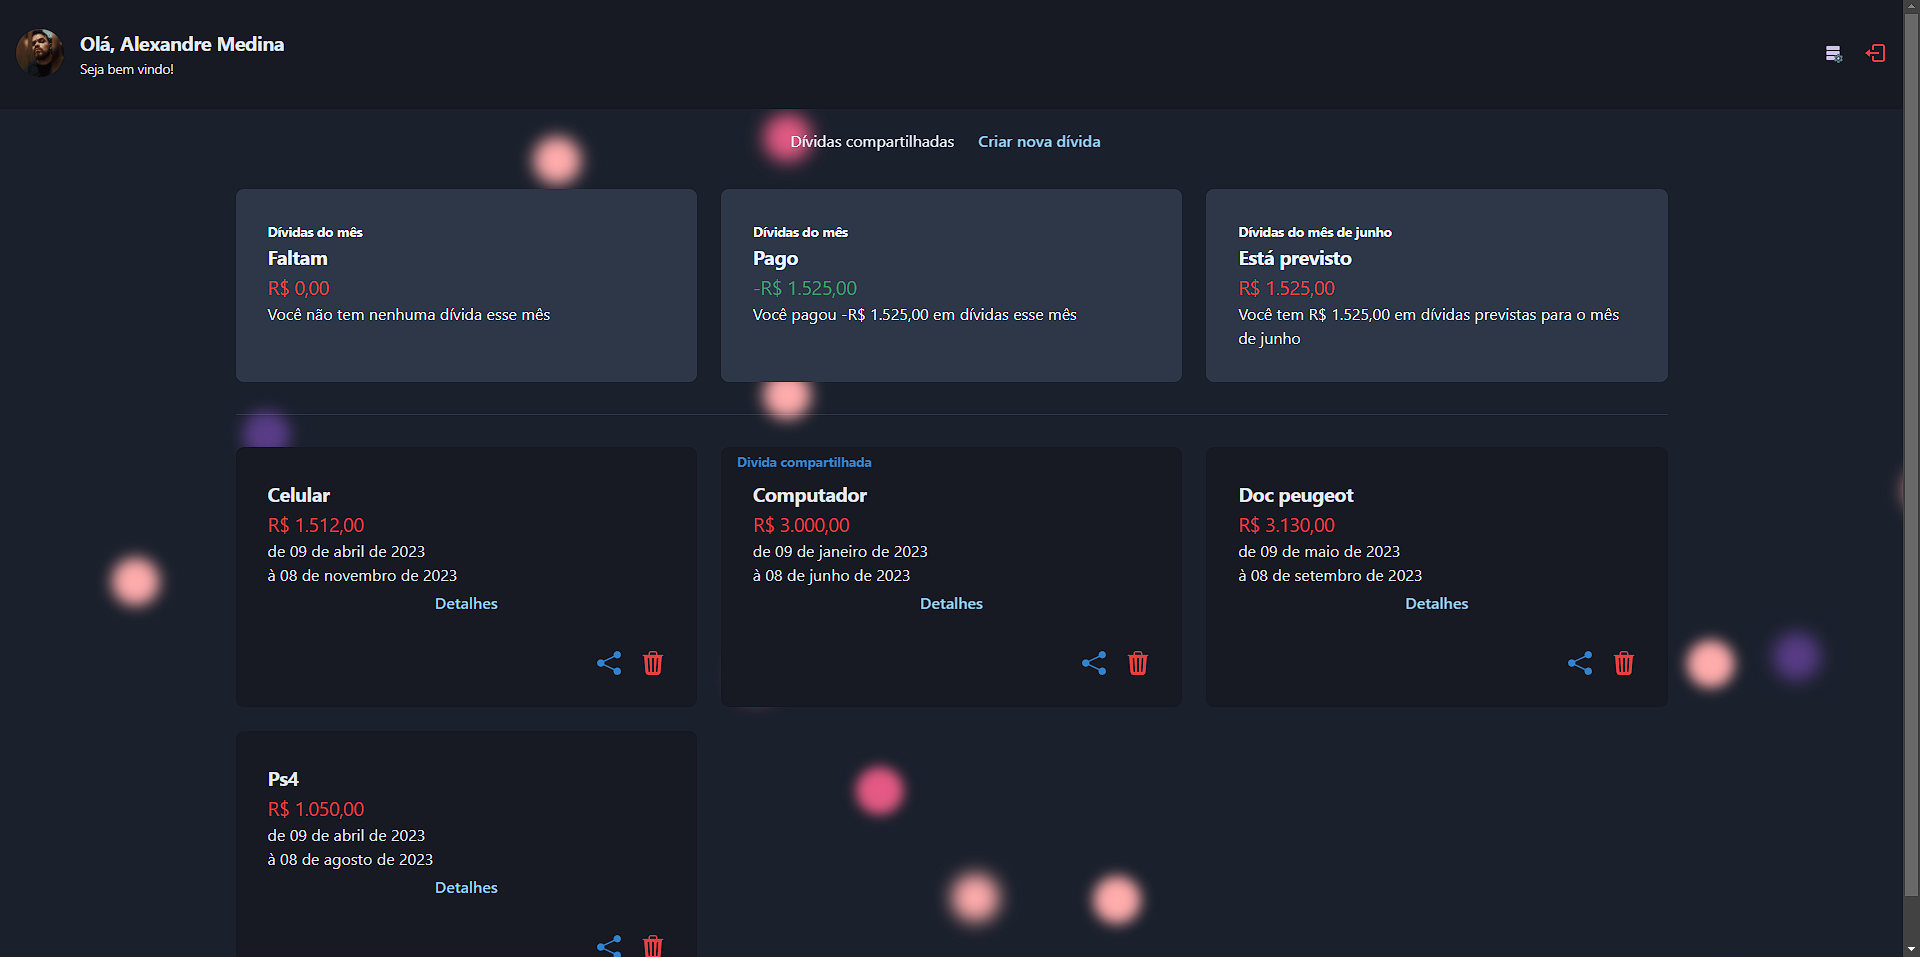 Olá, Alexandre Medina
Seja bem vindo!
Dívidas compartilhadas
Criar nova dívida
Dívidas do mês
Faltam
R$ 0,00
Você não tem nenhuma dívida esse mês
Dívidas do mês
Pago
-R$ 1.525,00
Você pagou -R$ 1.525,00 em dívidas esse mês
Dívidas do mês de junho
Está previsto
R$ 1.525,00
Você tem R$ 1.525,00 em dívidas previstas para o mês
de junho
Celular
R$ 1.512,00
de 09 de abril de 2023
à 08 de novembro de 2023
Detalhes
Divida compartilhada
Computador
R$ 3.000,00
de 09 de janeiro de 2023
à 08 de junho de 2023
Detalhes
Doc peugeot
R$ 3.130,00
de 09 de maio de 2023
à 08 de setembro de 2023
Detalhes
Ps4
R$ 1.050,00
de 09 de abril de 2023
à 08 de agosto de 2023
Detalhes